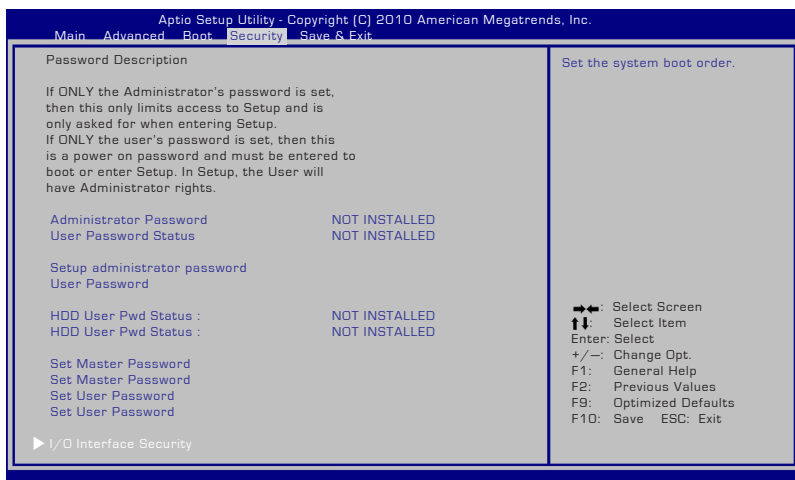 Aptio Setup Utility - Copyright (C) 2010 American Megatrends, Inc.
Main Advanced Boot Security Save & Exit
Password Description
If ONLY the Administrator's password is set,
then this only limits access to Setup and is
only asked for when entering Setup.
If ONLY the user's password is set, then this
is a power on password and must be entered to
boot or enter Setup. In Setup, the User will
have Administrator rights.
Administrator Password NOT INSTALLED
User Password Status NOT INSTALLED
Setup administrator password
User Password
HDD User Pwd Status : NOT INSTALLED
HDD User Pwd Status : NOT INSTALLED
Set Master Password
Set Master Password
Set User Password
Set User Password
I/O Interface Security
Set the system boot order.
→←: Select Screen
↑↓: Select Item
Enter: Select
+/−: Change Opt.
F1: General Help
F2: Previous Values
F9: Optimized Defaults
F10: Save ESC: Exit